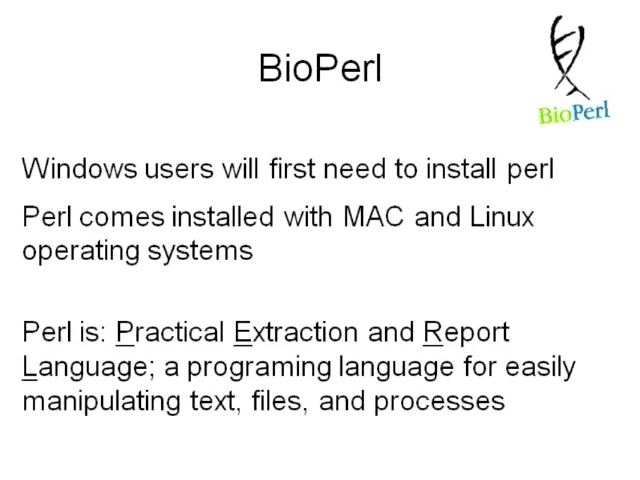 BioPerl
BioPerl
Windows users will first need to install perl
Perl comes installed with MAC and Linux
operating systems
Perl is: Practical Extraction and Report
Language; a programing language for easily
manipulating text, files, and processes